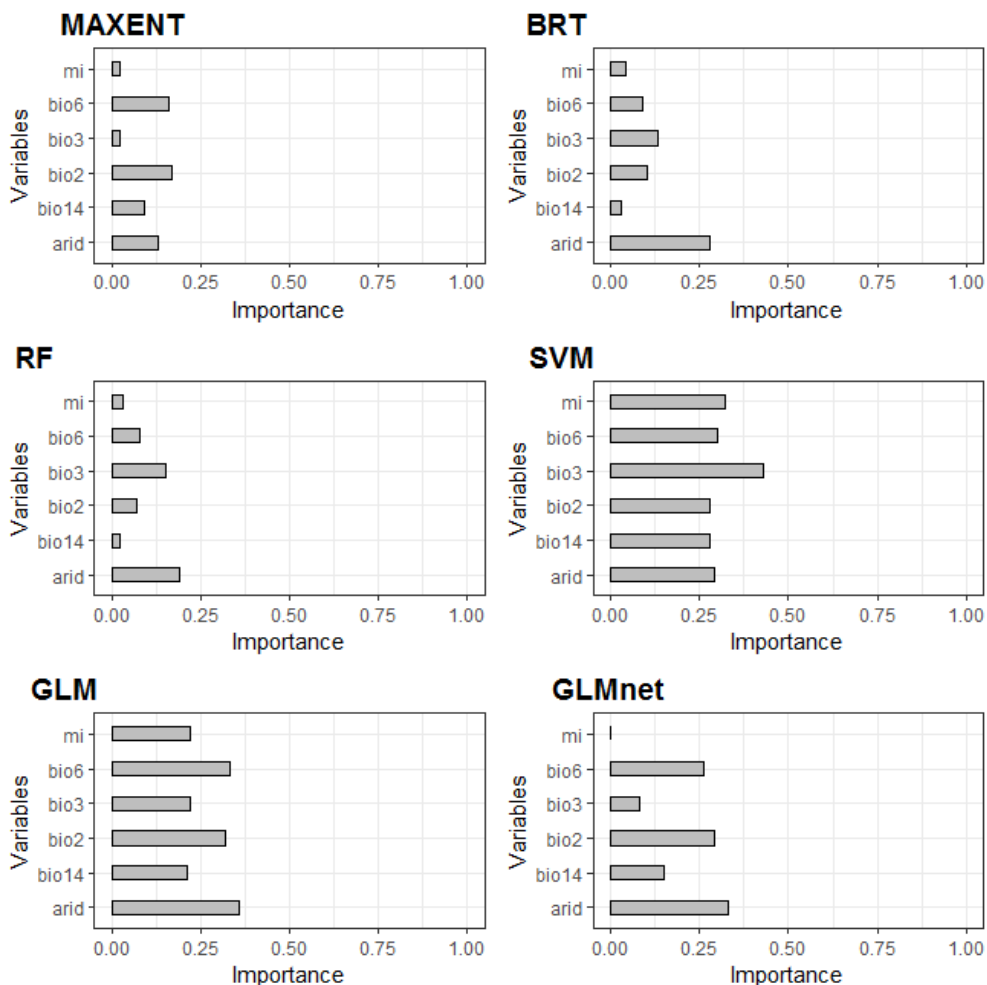 MAXENT
Variables
mi
bio6
bio3
bio2
bio14
arid
0.00 0.25 0.50 0.75 1.00
Importance
BRT
Variables
mi
bio6
bio3
bio2
bio14
arid
0.00 0.25 0.50 0.75 1.00
Importance
RF
Variables
mi
bio6
bio3
bio2
bio14
arid
0.00 0.25 0.50 0.75 1.00
Importance
SVM
Variables
mi
bio6
bio3
bio2
bio14
arid
0.00 0.25 0.50 0.75 1.00
Importance
GLM
Variables
mi
bio6
bio3
bio2
bio14
arid
0.00 0.25 0.50 0.75 1.00
Importance
GLMnet
Variables
mi
bio6
bio3
bio2
bio14
arid
0.00 0.25 0.50 0.75 1.00
Importance